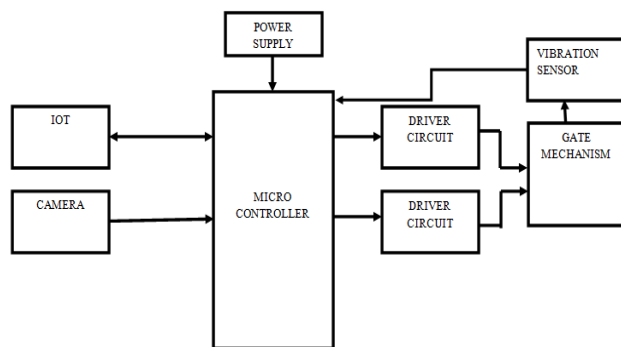 POWER
SUPPLY
VIBRATION
SENSOR
IOT
DRIVER
CIRCUIT
GATE
MECHANISM
CAMERA
MICRO
CONTROLLER
DRIVER
CIRCUIT